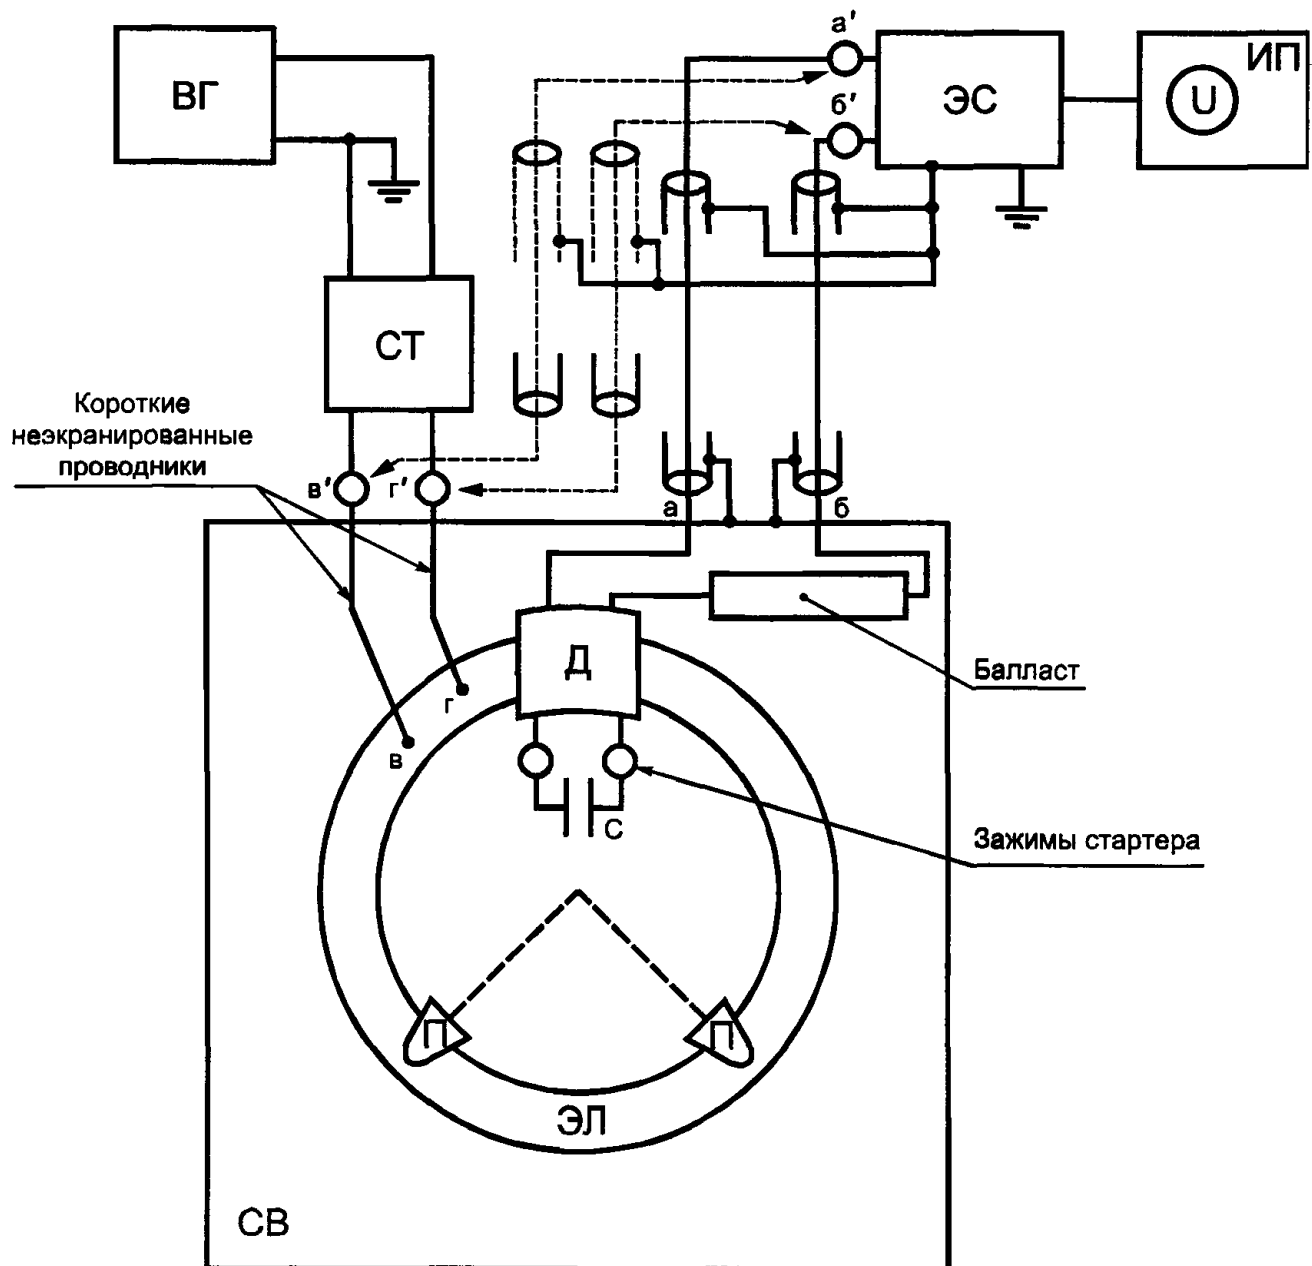 ВГ
а′
ЭС
ИП
U
б′
СТ
Короткие
неэкранированные
проводники
в′
г′
а
б
Д
Балласт
г
в
С
Зажимы стартера
П
П
ЭЛ
СВ